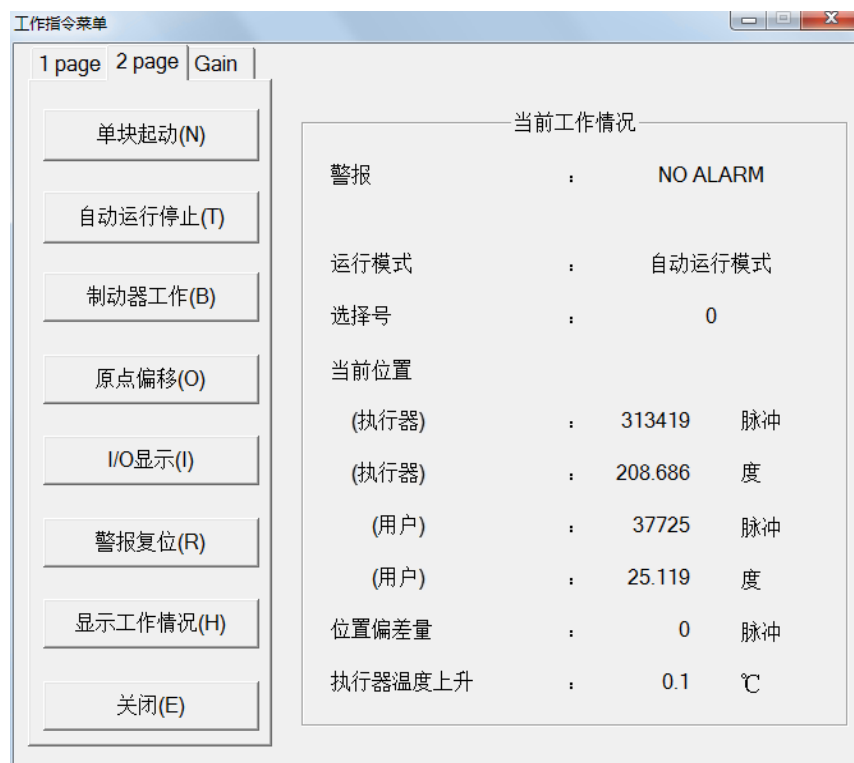 工作指令菜单
1 page 2 page Gain
单块起动(N)
自动运行停止(T)
制动器工作(B)
原点偏移(O)
I/O显示(I)
警报复位(R)
显示工作情况(H)
关闭(E)
当前工作情况
警报 : NO ALARM
运行模式 : 自动运行模式
选择号 : 0
当前位置
(执行器) : 313419 脉冲
(执行器) : 208.686 度
(用户) : 37725 脉冲
(用户) : 25.119 度
位置偏差量 : 0 脉冲
执行器温度上升 : 0.1 ℃